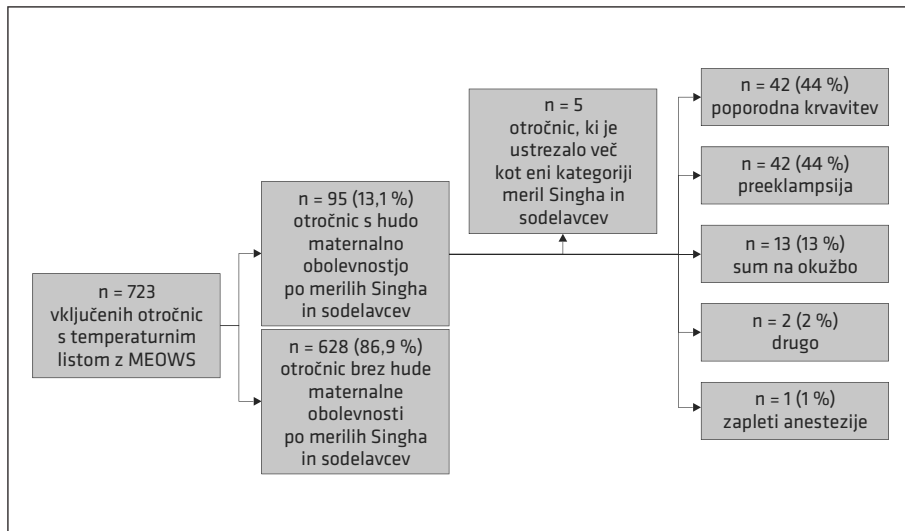 n = 723
vključenih otročnic
s temperaturnim
listom z MEOWS
n = 95 (13,1 %)
otročnic s hudo
maternalno
obolevnostjo
po merilih Singha
in sodelavcev
n = 628 (86,9 %)
otročnic brez hude
maternalne
obolevnosti
po merilih Singha
in sodelavcev
n = 5
otročnic, ki je
ustrezalo več
kot eni kategoriji
meril Singha in
sodelavcev
n = 42 (44 %)
poporodna krvavitev
n = 42 (44 %)
preeklampsija
n = 13 (13 %)
sum na okužbo
n = 2 (2 %)
drugo
n = 1 (1 %)
zapleti anestezije